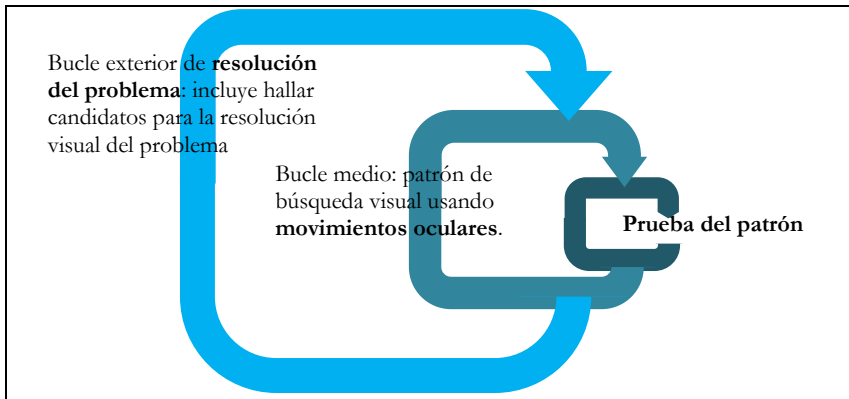 Bucle exterior de resolución
del problema: incluye hallar
candidatos para la resolución
visual del problema
Bucle medio: patrón de
búsqueda visual usando
movimientos oculares.
Prueba del patrón